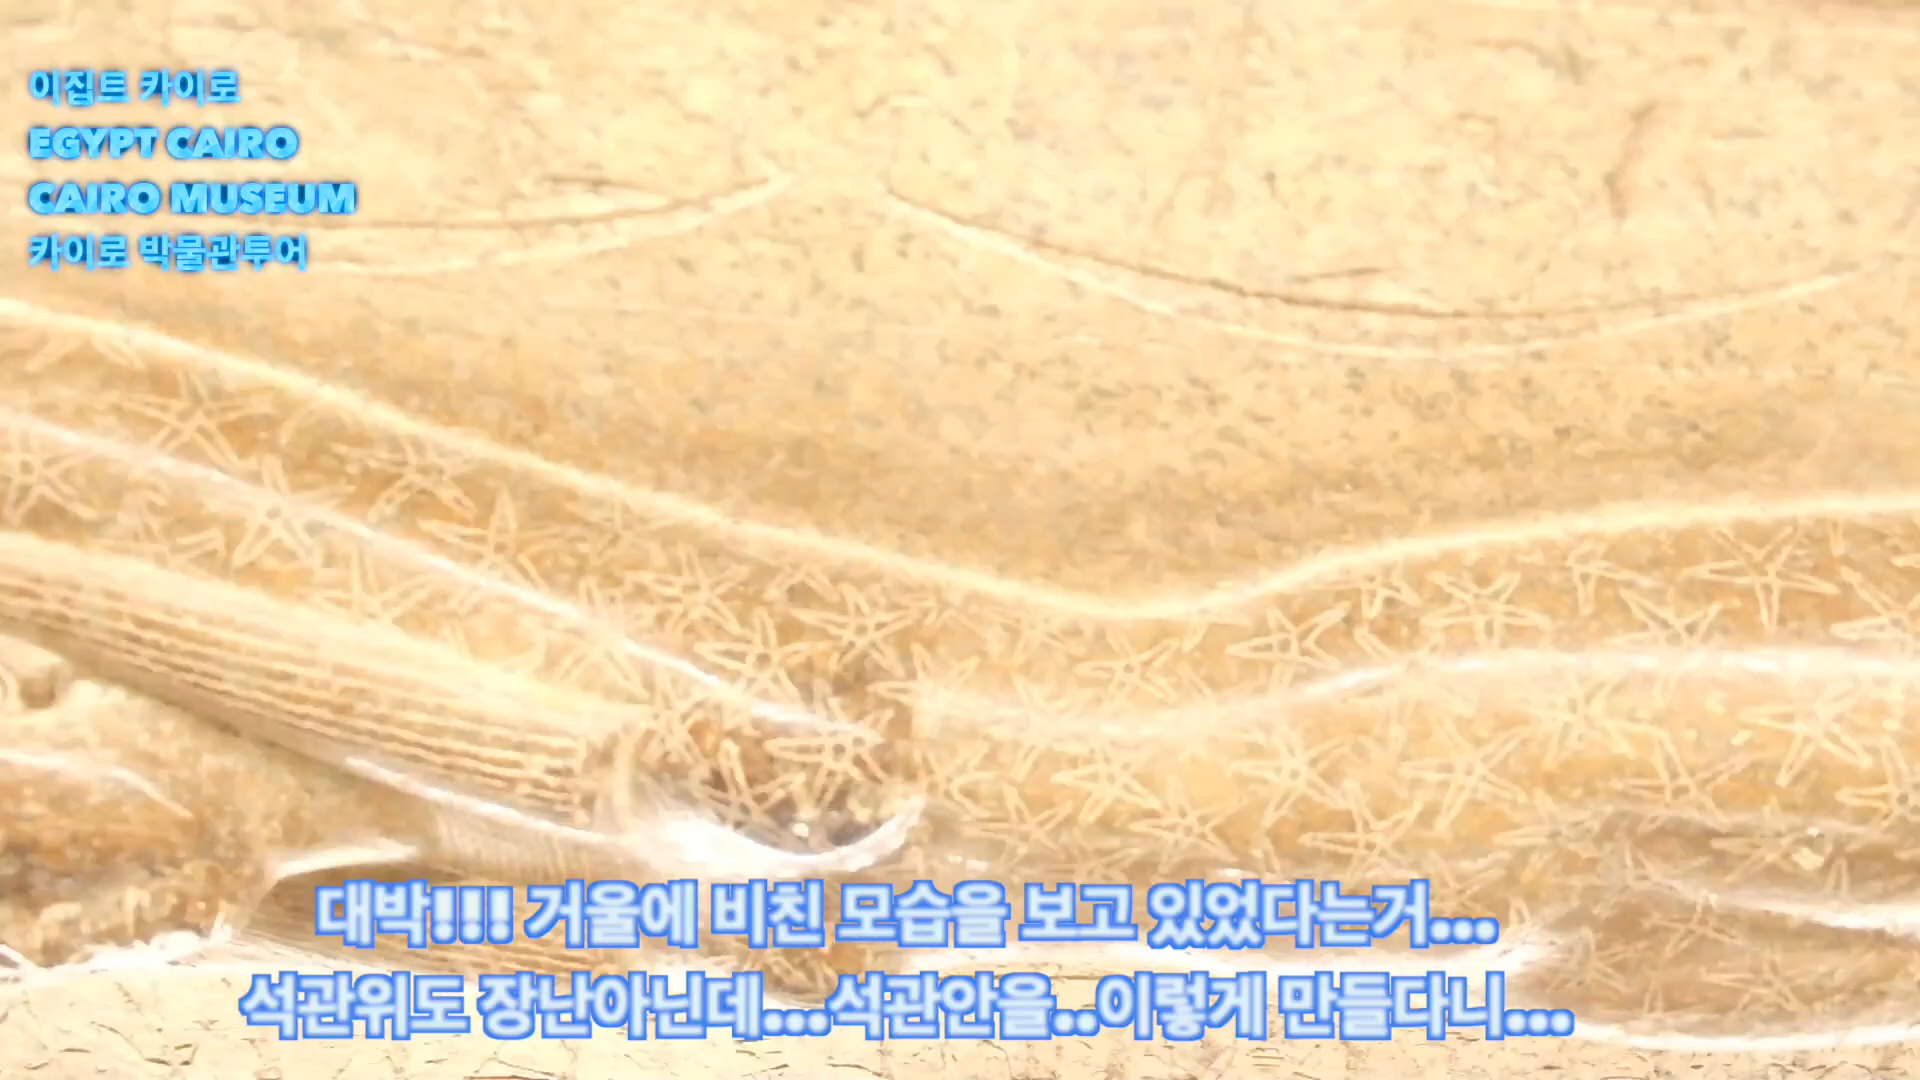 이집트 카이로
EGYPT CAIRO
CAIRO MUSEUM
카이로 박물관투어
대박!!! 거울에 비친 모습을 보고 있었다는거...
석관위도 장난아닌데...석관안을..이렇게 만들다니...